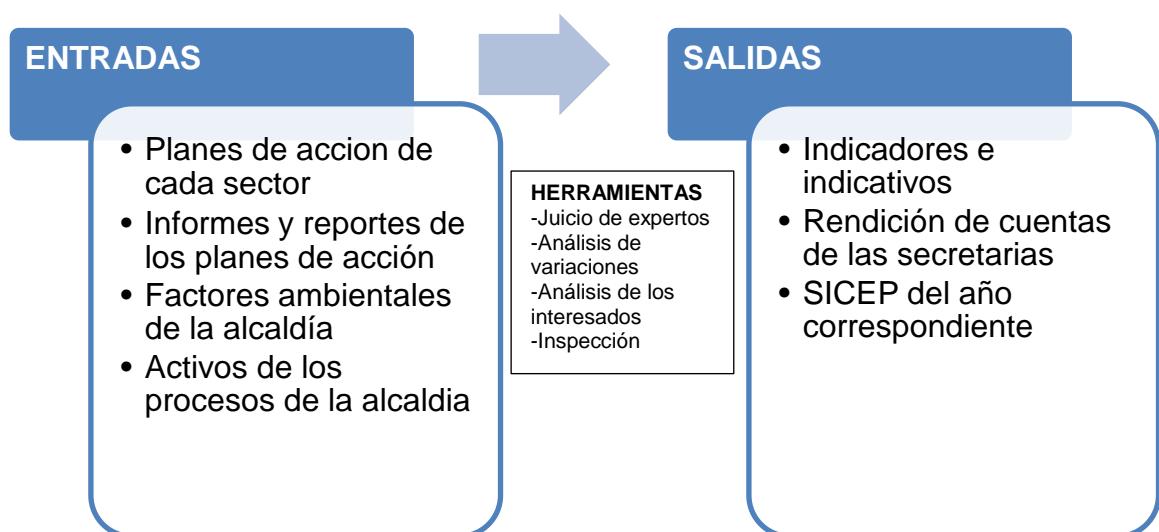 ENTRADAS
• Planes de accion de
cada sector
• Informes y reportes de
los planes de acción
• Factores ambientales
de la alcaldía
• Activos de los
procesos de la alcaldia
HERRAMIENTAS
-Juicio de expertos
-Análisis de
variaciones
-Análisis de los
interesados
-Inspección
SALIDAS
• Indicadores e
indicativos
• Rendición de cuentas
de las secretarias
• SICEP del año
correspondiente